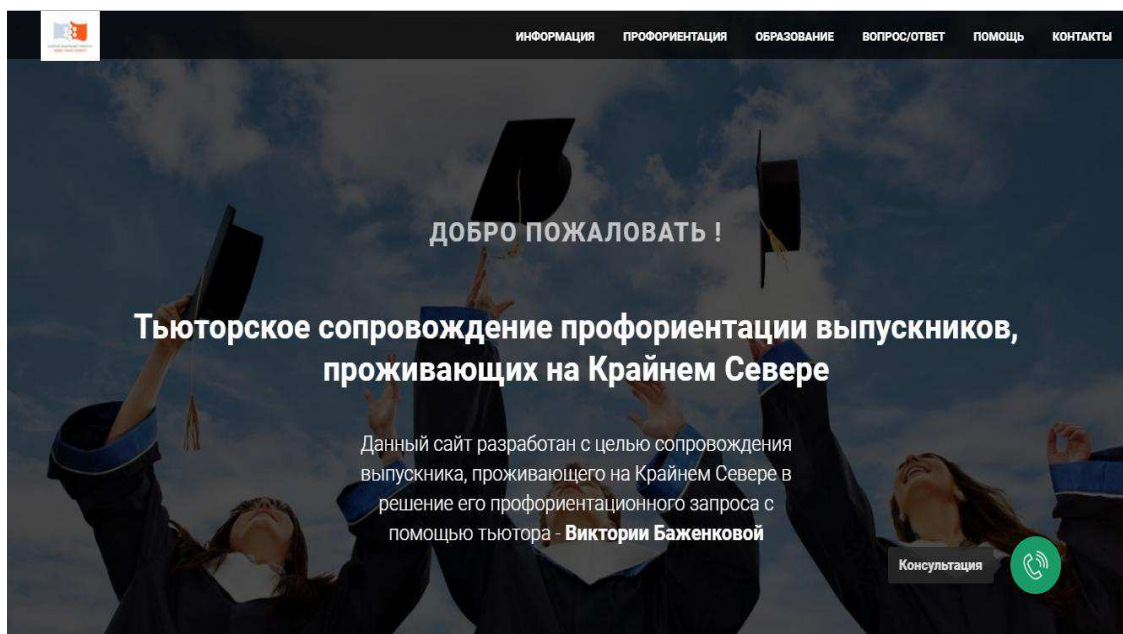 ИНФОРМАЦИЯ ПРОФОРИЕНТАЦИЯ ОБРАЗОВАНИЕ ВОПРОС/ОТВЕТ ПОМОЩЬ КОНТАКТЫ
ДОБРО ПОЖАЛОВАТЬ !
Тьюторское сопровождение профориентации выпускников,
проживающих на Крайнем Севере
Данный сайт разработан с целью сопровождения
выпускника, проживающего на Крайнем Севере в
решение его профориентационного запроса с
помощью тьютора - Виктории Баженковой
Консультация